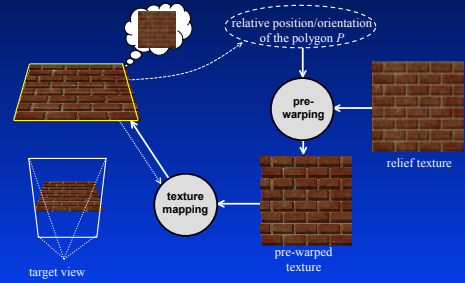 relative position/orientation
of the polygon P
pre-
warping
relief texture
texture
mapping
pre-warped
texture
target view